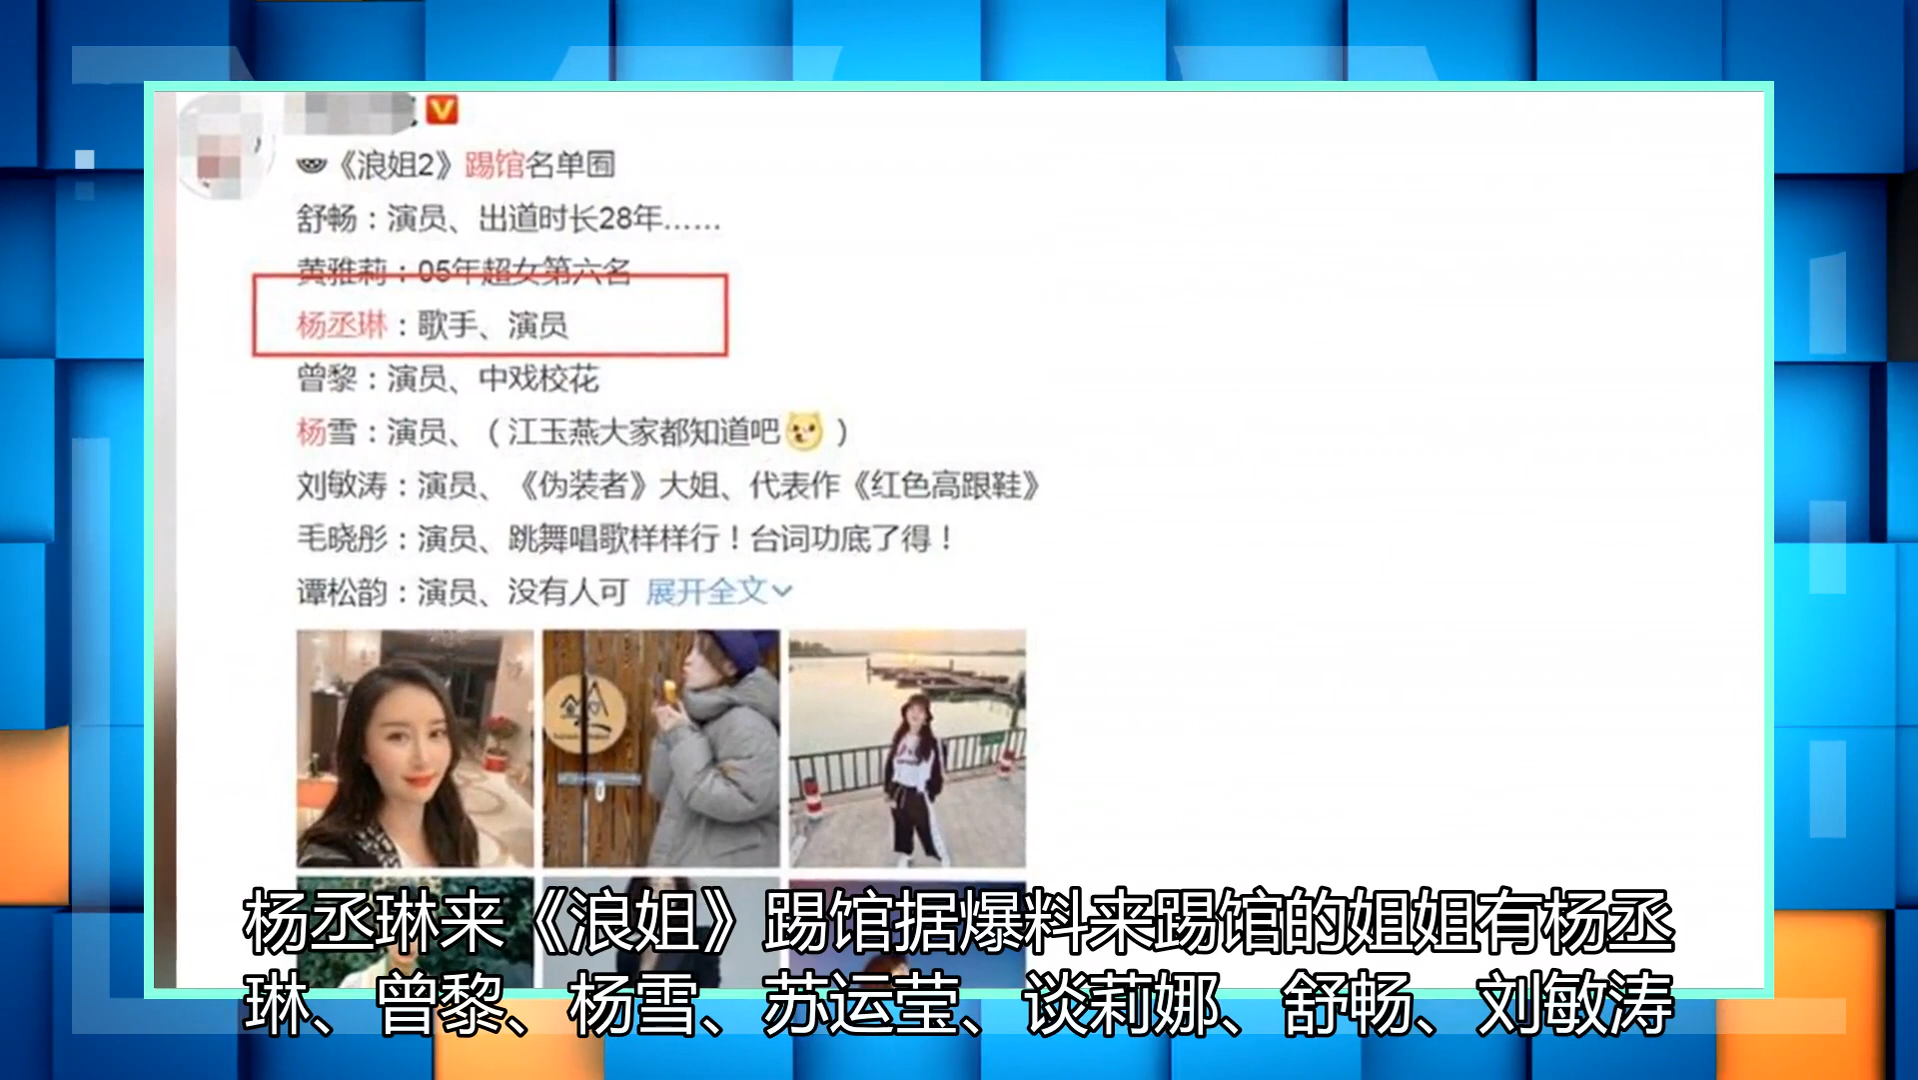 《浪姐2》踢馆名单囿
舒畅：演员、出道时长28年……
黄雅莉：05年超女第六名
杨丞琳：歌手、演员
曾黎：演员、中戏校花
杨雪：演员、（江玉燕大家都知道吧）
刘敏涛：演员、《伪装者》大姐、代表作《红色高跟鞋》
毛晓彤：演员、跳舞唱歌样样行！台词功底了得！
谭松韵：演员、没有人可 展开全文
杨丞琳来《浪姐》踢馆据爆料来踢馆的姐姐有杨丞
琳、曾黎、杨雪、苏运莹、谈莉娜、舒畅、刘敏涛